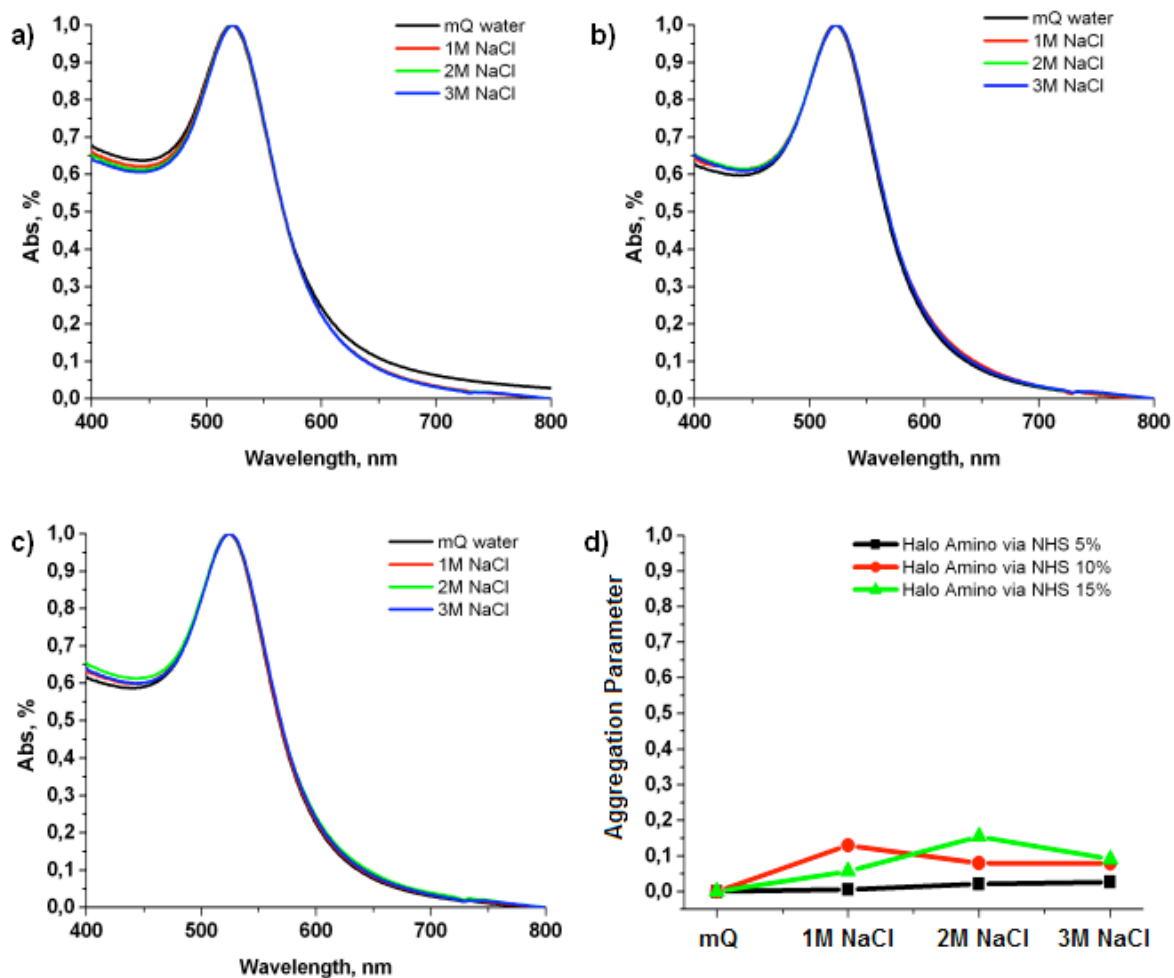 a)
mQ water
1M NaCl
2M NaCl
3M NaCl
1,0
0,9
0,8
0,7
0,6
0,5
0,4
0,3
0,2
0,1
0,0
Abs, %
400 500 600 700 800
Wavelength, nm
b)
mQ water
1M NaCl
2M NaCl
3M NaCl
1,0
0,9
0,8
0,7
0,6
0,5
0,4
0,3
0,2
0,1
0,0
Abs, %
400 500 600 700 800
Wavelength, nm
c)
mQ water
1M NaCl
2M NaCl
3M NaCl
1,0
0,9
0,8
0,7
0,6
0,5
0,4
0,3
0,2
0,1
0,0
Abs, %
400 500 600 700 800
Wavelength, nm
d)
Halo Amino via NHS 5%
Halo Amino via NHS 10%
Halo Amino via NHS 15%
1,0
0,9
0,8
0,7
0,6
0,5
0,4
0,3
0,2
0,1
0,0
Aggregation Parameter
mQ 1M NaCl 2M NaCl 3M NaCl